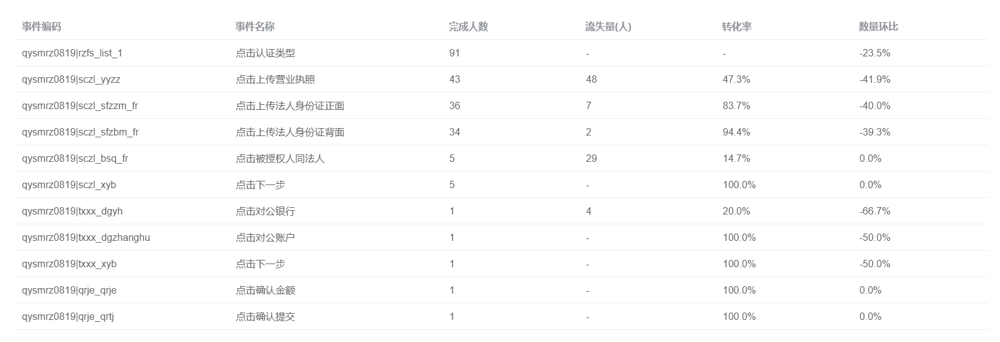 事件编码 事件名称 完成人数 流失量(人) 转化率 数量环比
qysmrz0819|rzfs_list_1 点击认证类型 91 - - -23.5%
qysmrz0819|sczl_yyzz 点击上传营业执照 43 48 47.3% -41.9%
qysmrz0819|sczl_sfzzm_fr 点击上传法人身份证正面 36 7 83.7% -40.0%
qysmrz0819|sczl_sfzbm_fr 点击上传法人身份证背面 34 2 94.4% -39.3%
qysmrz0819|sczl_bsq_fr 点击被授权人同法人 5 29 14.7% 0.0%
qysmrz0819|sczl_xyb 点击下一步 5 - 100.0% 0.0%
qysmrz0819|txxx_dgyh 点击对公银行 1 4 20.0% -66.7%
qysmrz0819|txxx_dgzhanghu 点击对公账户 1 - 100.0% -50.0%
qysmrz0819|txxx_xyb 点击下一步 1 - 100.0% -50.0%
qysmrz0819|qrje_qrje 点击确认金额 1 - 100.0% 0.0%
qysmrz0819|qrje_qrtj 点击确认提交 1 - 100.0% 0.0%